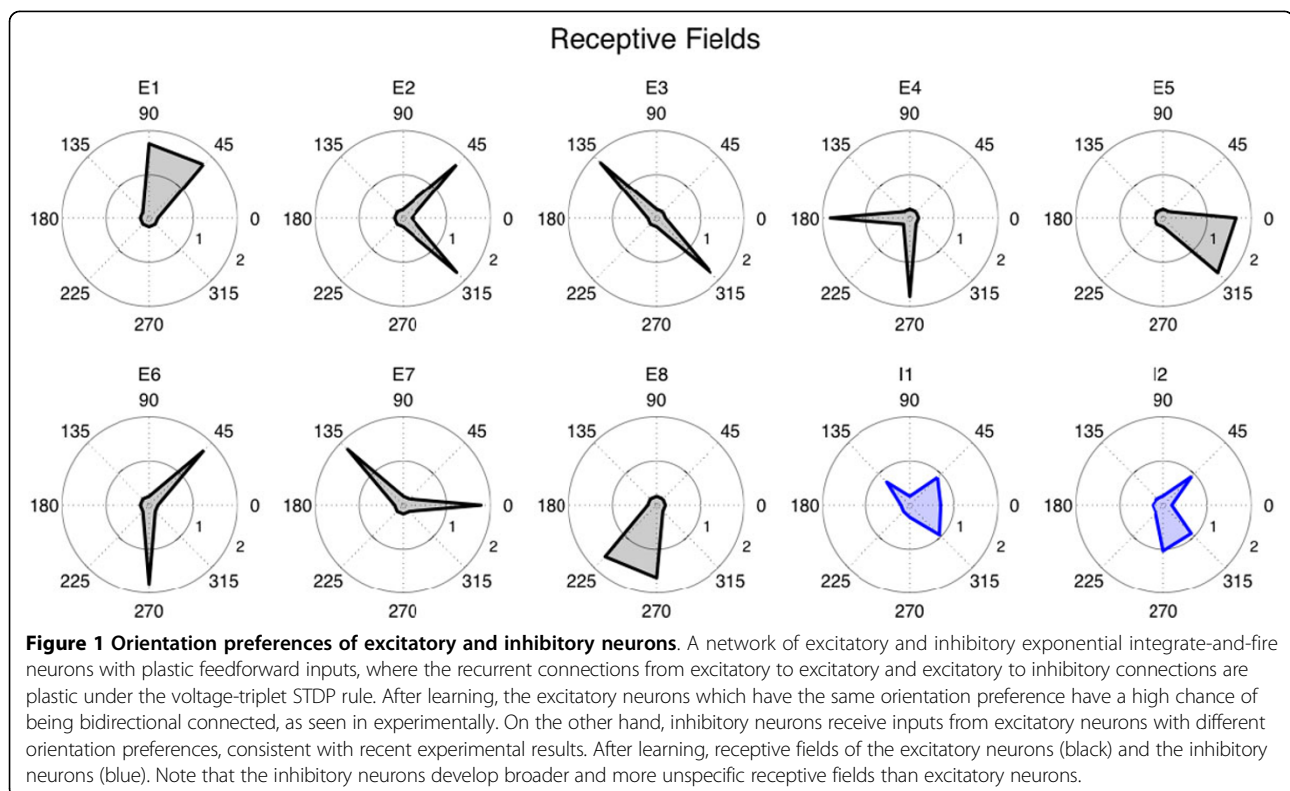 Receptive Fields
E1 E2 E3 E4 E5
90 90 90 90 90
135 45 135 45 135 45 135 45 135 45
180 0 180 0 180 0 180 0 180 0
1 1 1 1 1
2 2 2 2 2
225 315 225 315 225 315 225 315 225 315
270 270 270 270 270
E6 E7 E8 I1 I2
90 90 90 90 90
135 45 135 45 135 45 135 45 135 45
180 0 180 0 180 0 180 0 180 0
1 1 1 1 1
2 2 2 2 2
225 315 225 315 225 315 225 315 225 315
270 270 270 270 270
Figure 1 Orientation preferences of excitatory and inhibitory neurons. A network of excitatory and inhibitory exponential integrate-and-fire
neurons with plastic feedforward inputs, where the recurrent connections from excitatory to excitatory and excitatory to inhibitory connections are
plastic under the voltage-triplet STDP rule. After learning, the excitatory neurons which have the same orientation preference have a high chance of
being bidirectional connected, as seen in experimentally. On the other hand, inhibitory neurons receive inputs from excitatory neurons with different
orientation preferences, consistent with recent experimental results. After learning, receptive fields of the excitatory neurons (black) and the inhibitory
neurons (blue). Note that the inhibitory neurons develop broader and more unspecific receptive fields than excitatory neurons.